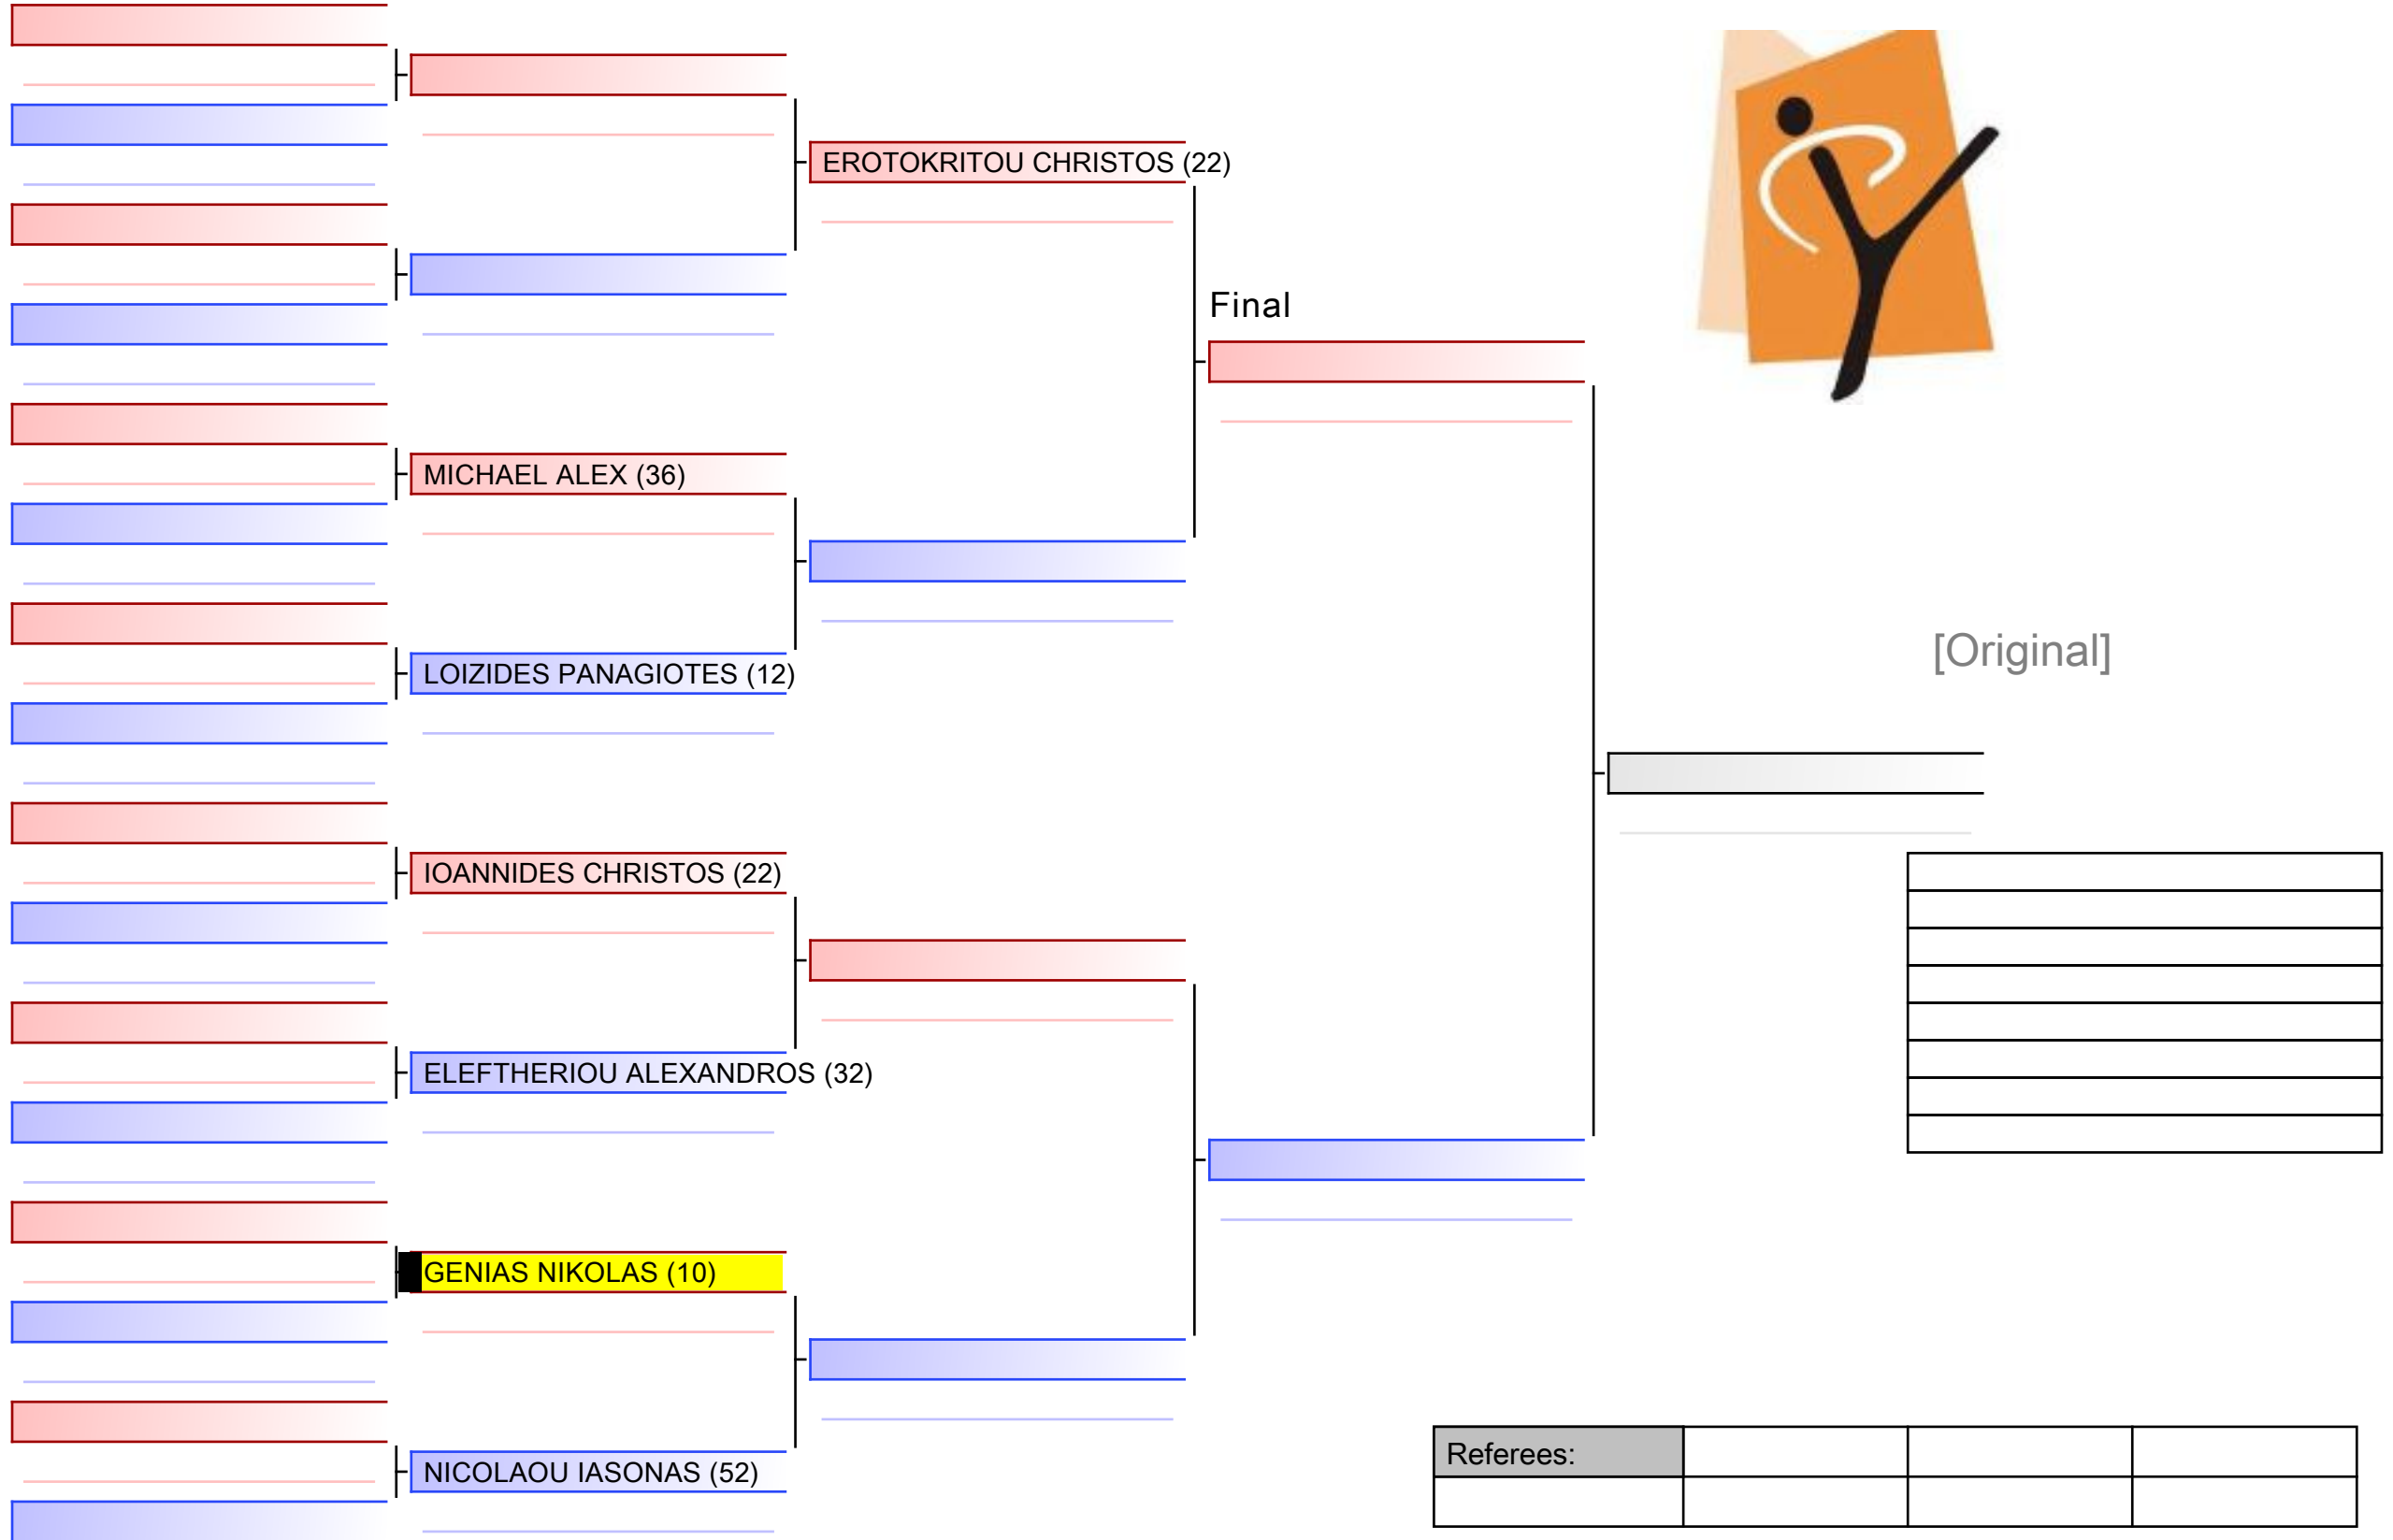 EROTOKRITOU CHRISTOS (22)
Final
MICHAEL ALEX (36)
[Original]
LOIZIDES PANAGIOTES (12)
IOANNIDES CHRISTOS (22)
ELEFTHERIOU ALEXANDROS (32)
GENIAS NIKOLAS (10)
Referees:
NICOLAOU IASONAS (52)